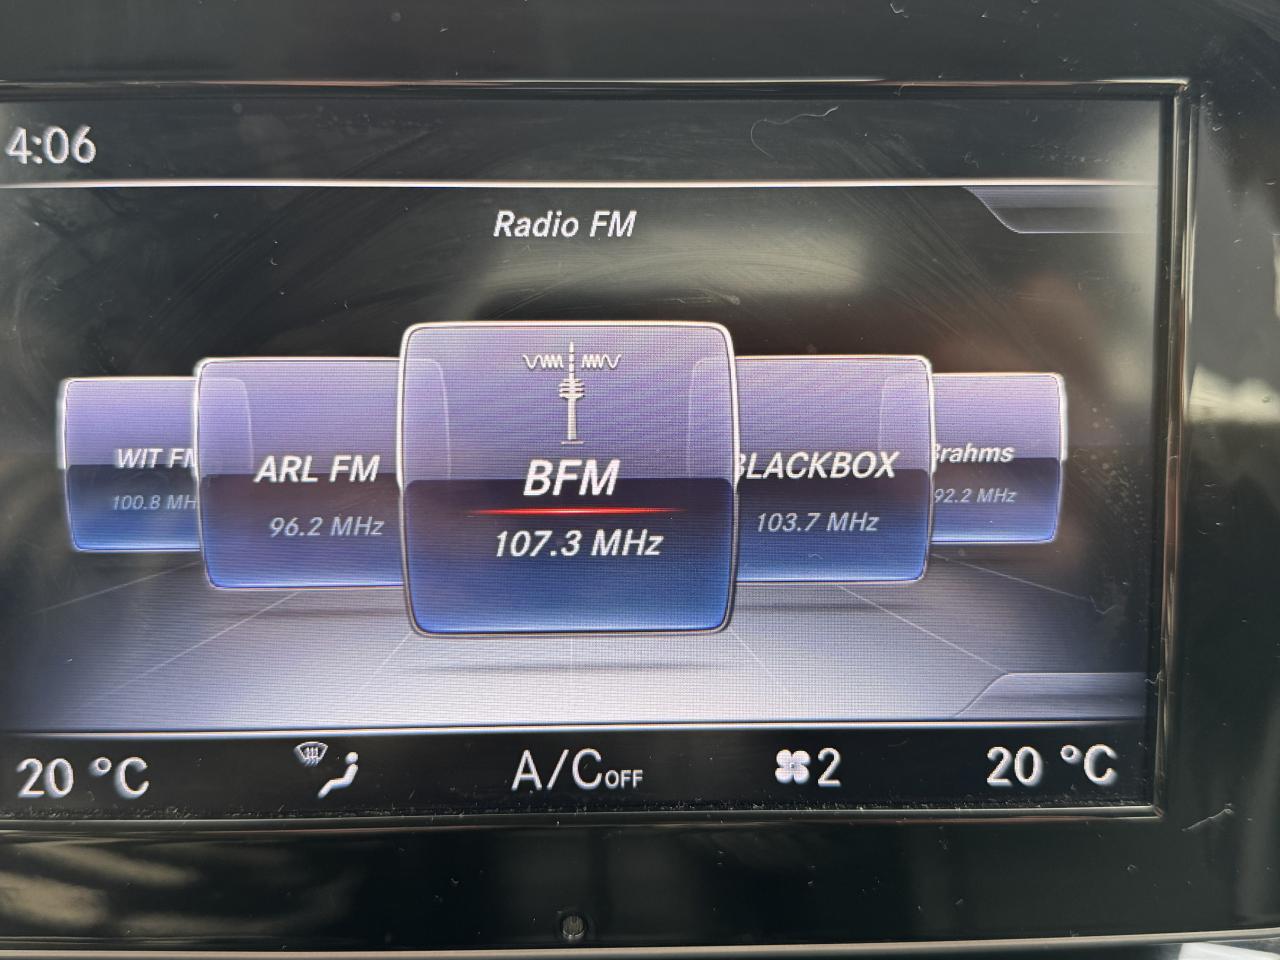 4:06
Radio FM
WIT FM
100.8 MH
ARL FM
96.2 MHz
BFM
107.3 MHz
BLACKBOX
103.7 MHz
Brahms
92.2 MHz
20 °C
A/C OFF
2
20 °C